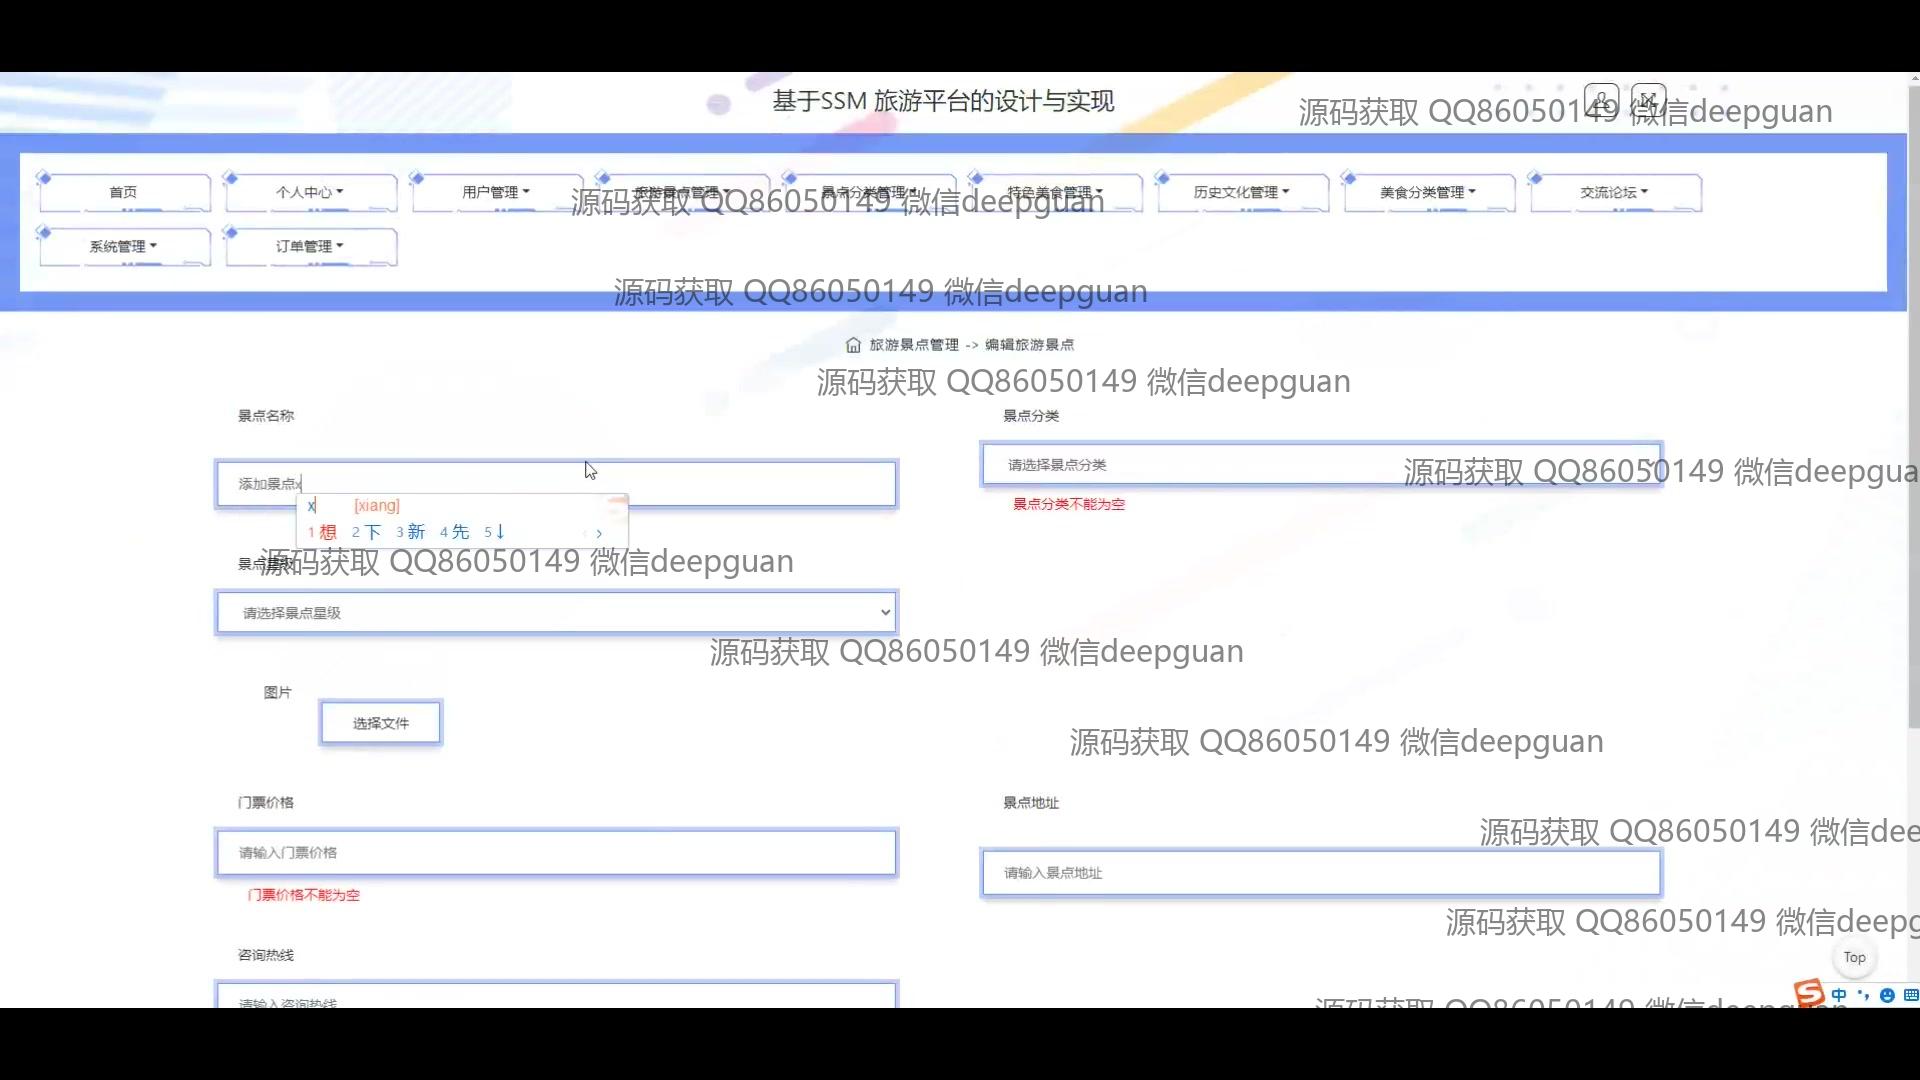 基于SSM 旅游平台的设计与实现
源码获取 QQ86050149 微信deepguan
首页 个人中心 用户管理 旅游景点管理 景点分类管理 特色美食管理 历史文化管理 美食分类管理 交流论坛
源码获取 QQ86050149 微信deepguan
系统管理 订单管理
源码获取 QQ86050149 微信deepguan
旅游景点管理 -> 编辑旅游景点
源码获取 QQ86050149 微信deepguan
景点名称 景点分类
请选择景点分类
源码获取 QQ86050149 微信deepgua
添加景点x
景点分类不能为空
x [xiang]
1 想 2 下 3 新 4 先 5 ↓
景点星级
源码获取 QQ86050149 微信deepguan
请选择景点星级
源码获取 QQ86050149 微信deepguan
图片
选择文件
源码获取 QQ86050149 微信deepguan
门票价格 景点地址
源码获取 QQ86050149 微信dee
请输入门票价格
请输入景点地址
门票价格不能为空
源码获取 QQ86050149 微信deepg
咨询热线
Top
请输入咨询热线
源码获取 QQ86050149 微信deepguan
S 中